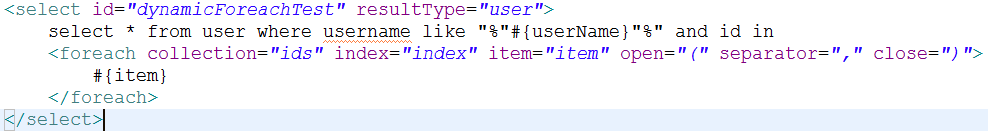 <select id="dynamicForeachTest" resultType="user">
select * from user where username like "%"#{userName}"%" and id in
<foreach collection="ids" index="index" item="item" open="(" separator="," close=")">
#{item}
</foreach>
</select>